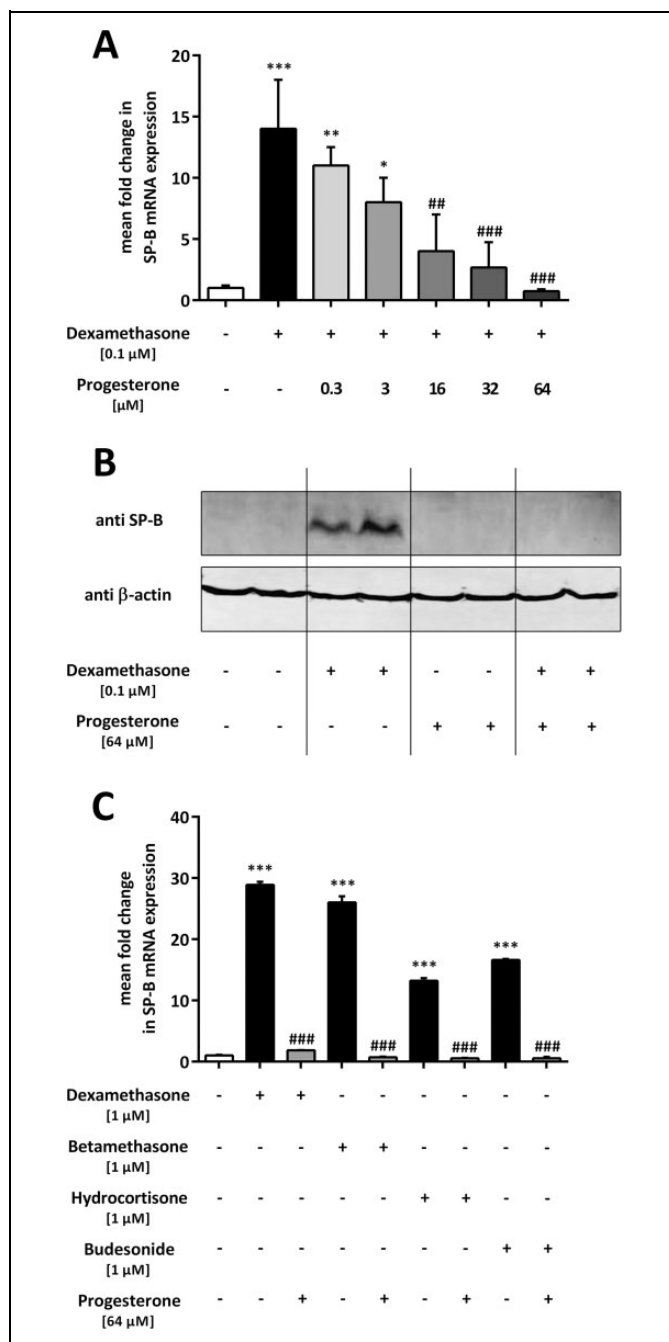 A
mean fold change in
SP-B mRNA expression
20
15
10
5
0
***
**
*
##
###
###
Dexamethasone - + + + + + +
[0.1 µM]
Progesterone - - 0.3 3 16 32 64
[µM]
B
anti SP-B
anti β-actin
Dexamethasone - - + + - - + +
[0.1 µM]
Progesterone - - - - + + + +
[64 µM]
C
mean fold change
in SP-B mRNA expression
40
30
20
10
0
***
###
***
###
***
###
***
###
Dexamethasone - + + - - - - - -
[1 µM]
Betamethasone - - - + + - - - -
[1 µM]
Hydrocortisone - - - - - + + - -
[1 µM]
Budesonide - - - - - - - + +
[1 µM]
Progesterone - - + - + - + - +
[64 µM]